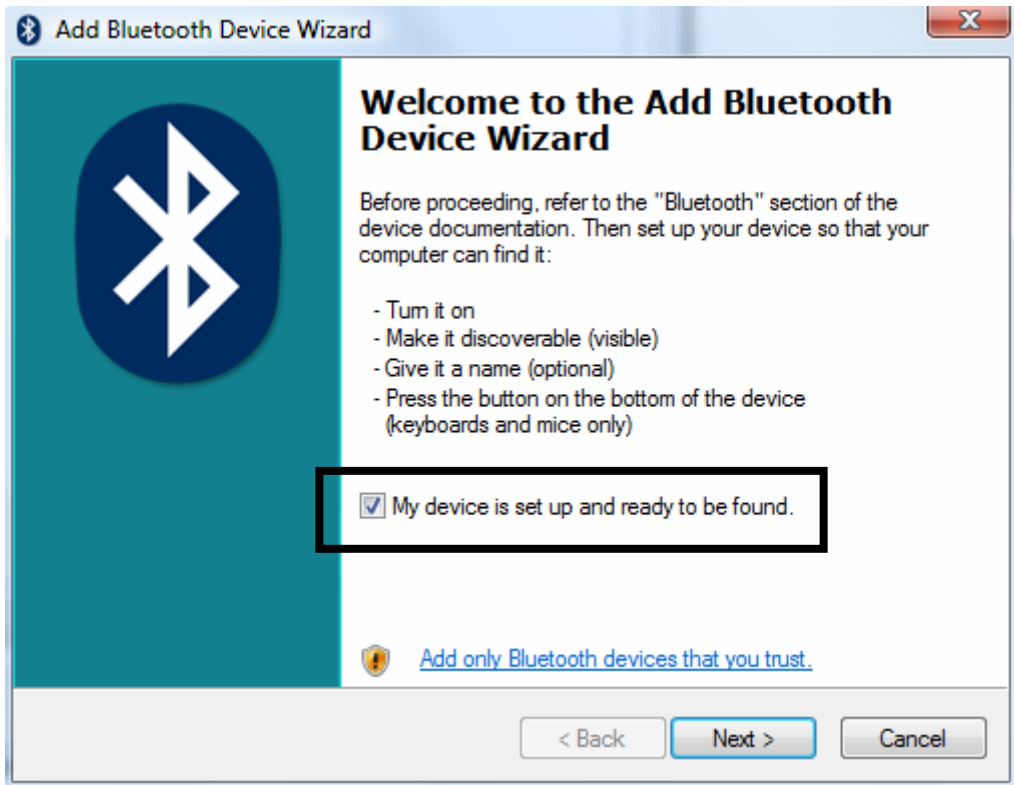 Add Bluetooth Device Wizard
Welcome to the Add Bluetooth
Device Wizard
Before proceeding, refer to the "Bluetooth" section of the
device documentation. Then set up your device so that your
computer can find it:
- Turn it on
- Make it discoverable (visible)
- Give it a name (optional)
- Press the button on the bottom of the device
(keyboards and mice only)
My device is set up and ready to be found.
Add only Bluetooth devices that you trust.
< Back Next > Cancel